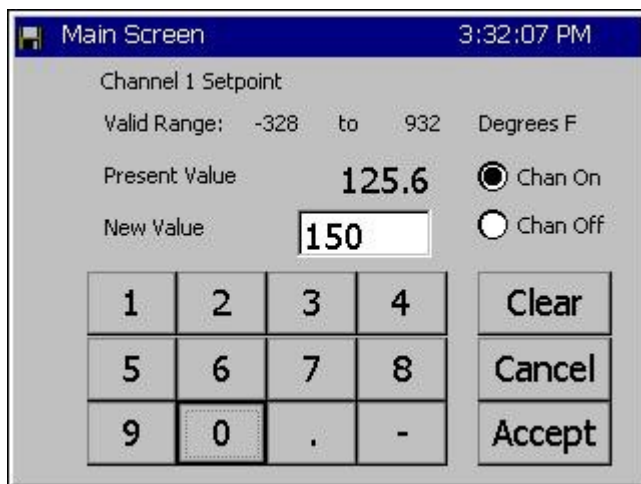 Main Screen 3:32:07 PM
Channel 1 Setpoint
Valid Range: -328 to 932 Degrees F
Present Value 125.6 Chan On
New Value 150 Chan Off
1 2 3 4 Clear
5 6 7 8 Cancel
9 0 . - Accept